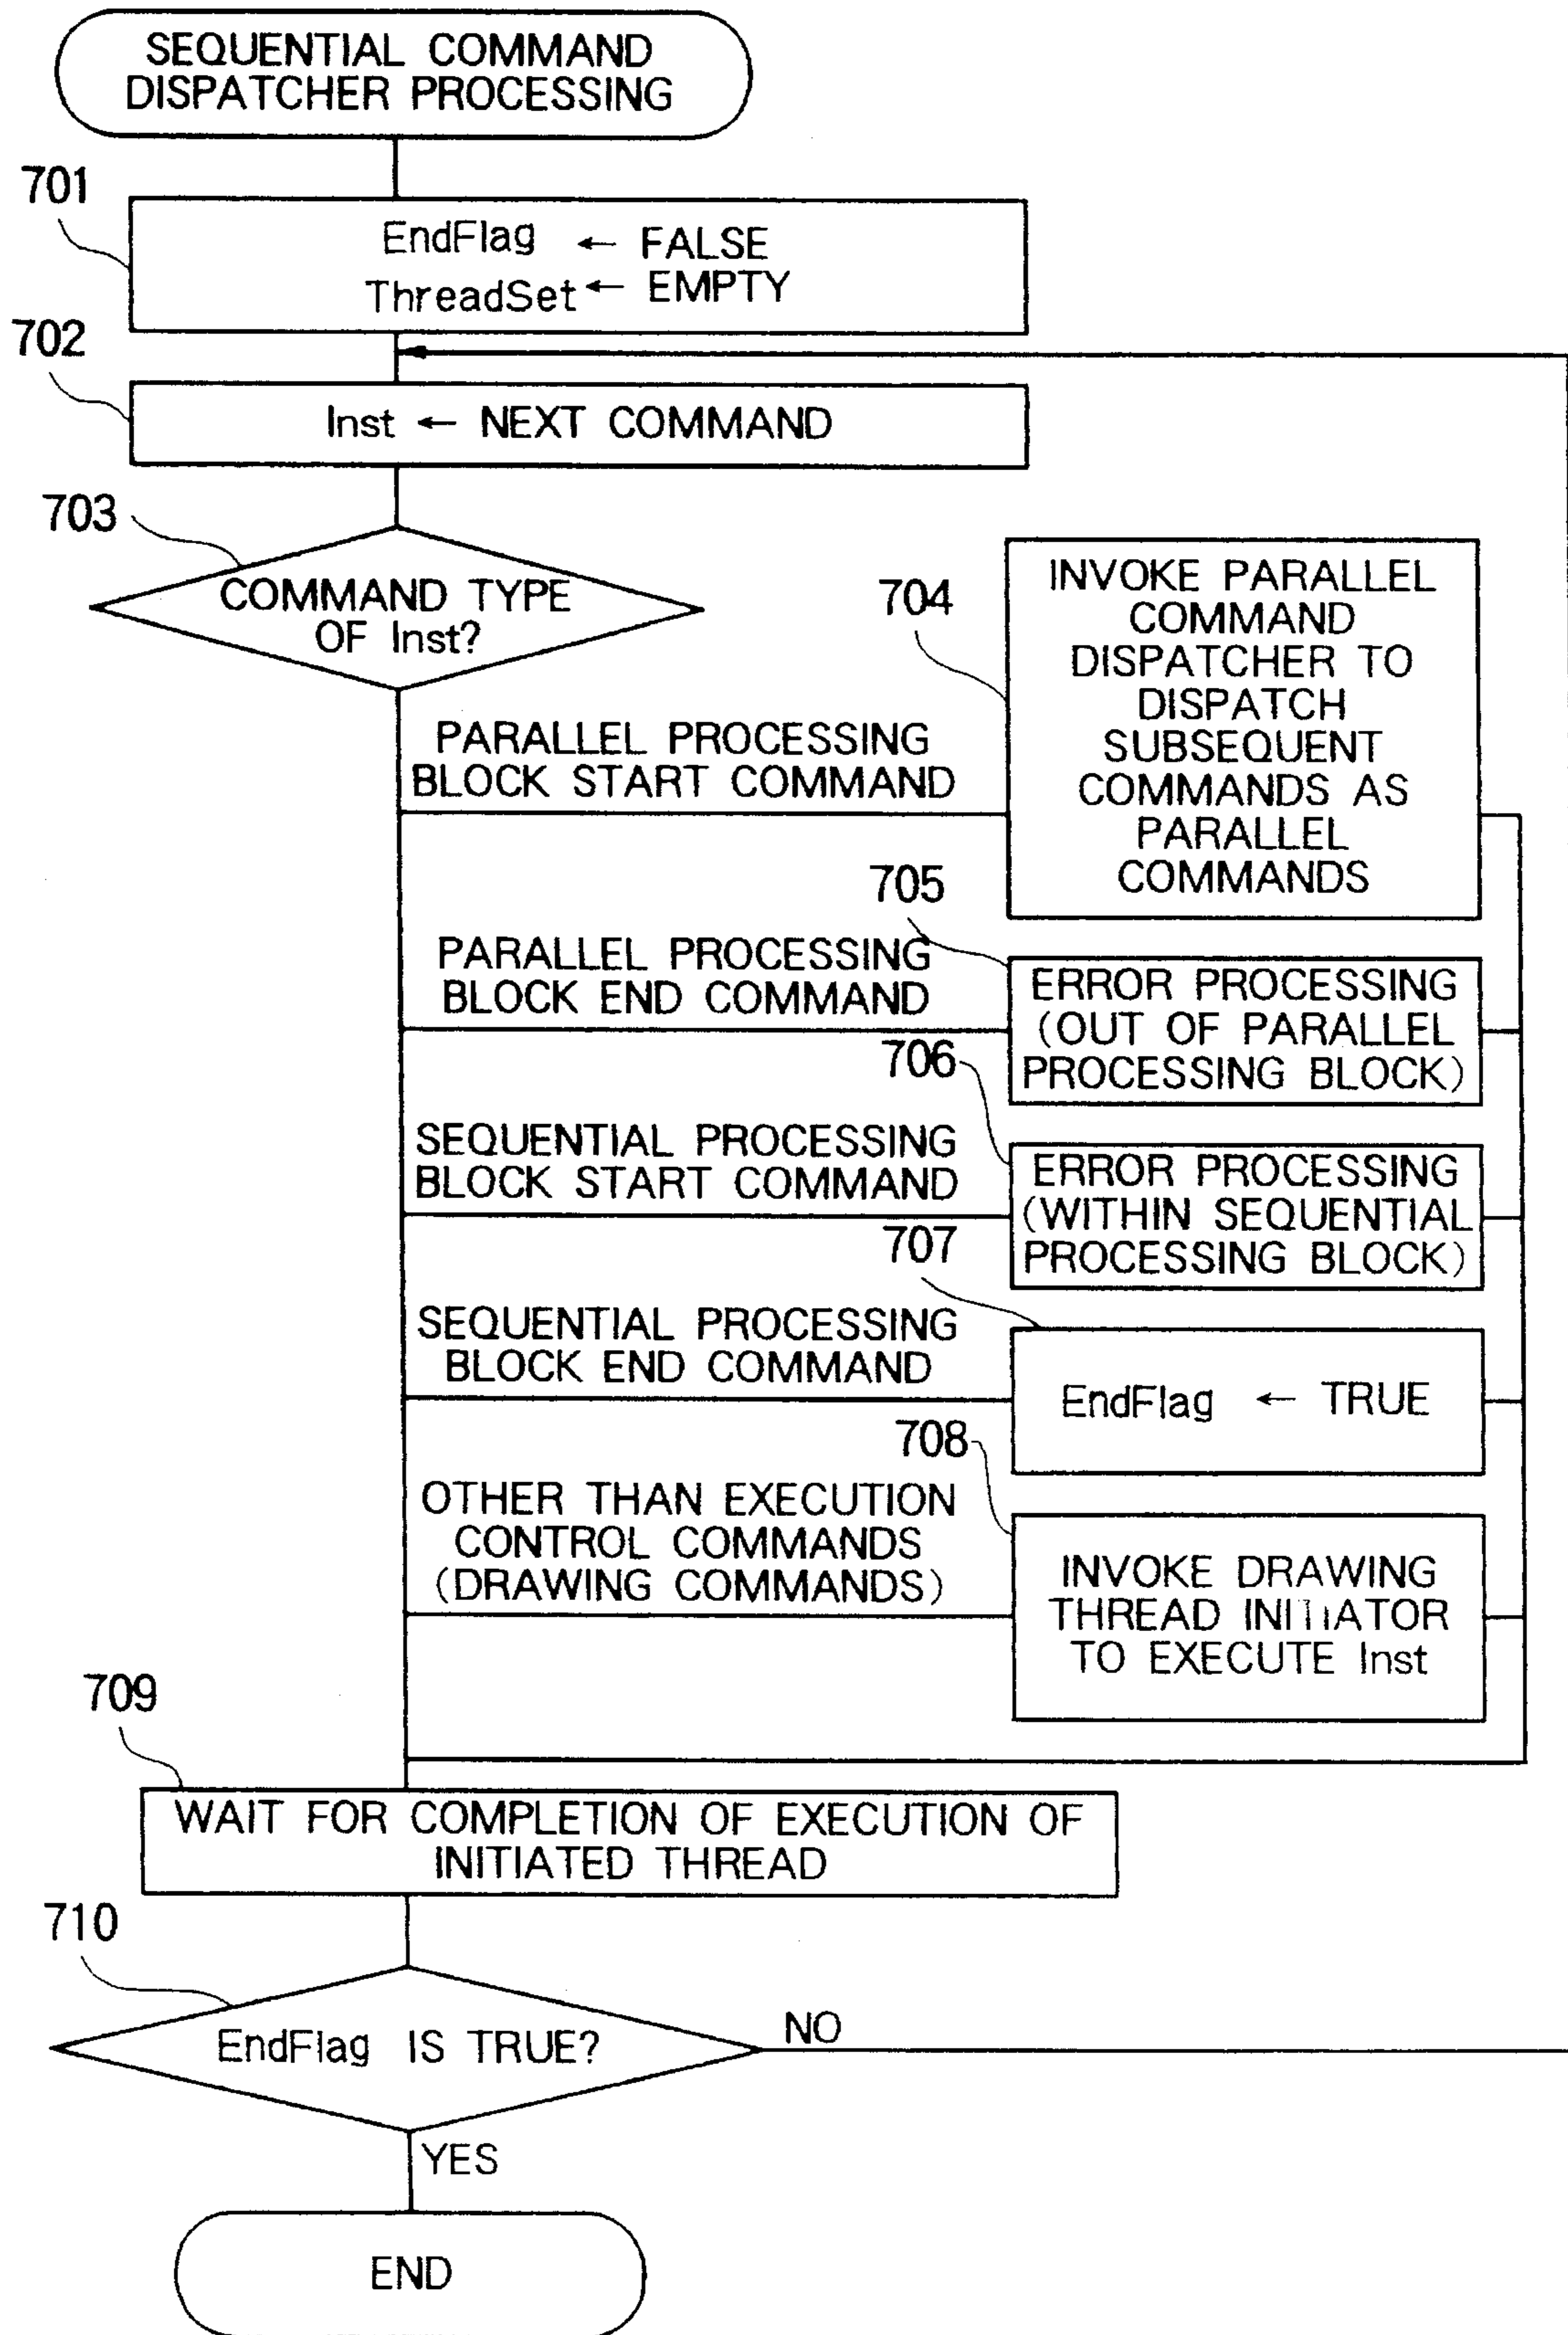 SEQUENTIAL COMMAND
DISPATCHER PROCESSING
701
EndFlag ← FALSE
ThreadSet ← EMPTY
702
Inst ← NEXT COMMAND
703
COMMAND TYPE
OF Inst?
704
INVOKE PARALLEL
COMMAND
DISPATCHER TO
DISPATCH
SUBSEQUENT
COMMANDS AS
PARALLEL
COMMANDS
PARALLEL PROCESSING
BLOCK START COMMAND
705
PARALLEL PROCESSING
BLOCK END COMMAND
ERROR PROCESSING
(OUT OF PARALLEL
PROCESSING BLOCK)
706
SEQUENTIAL PROCESSING
BLOCK START COMMAND
ERROR PROCESSING
(WITHIN SEQUENTIAL
PROCESSING BLOCK)
707
SEQUENTIAL PROCESSING
BLOCK END COMMAND
EndFlag ← TRUE
708
OTHER THAN EXECUTION
CONTROL COMMANDS
(DRAWING COMMANDS)
INVOKE DRAWING
THREAD INITIATOR
TO EXECUTE Inst
709
WAIT FOR COMPLETION OF EXECUTION OF
INITIATED THREAD
710
EndFlag IS TRUE?
NO
YES
END